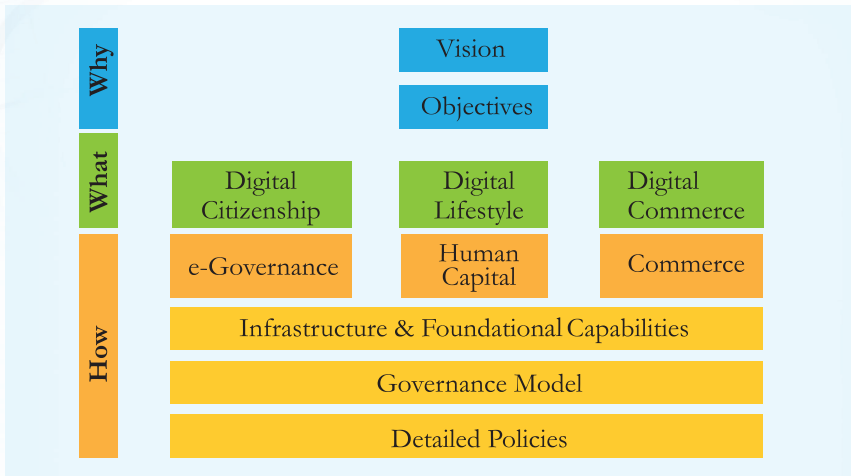 Why
Vision
Objectives
What
Digital
Citizenship
Digital
Lifestyle
Digital
Commerce
How
e-Governance
Human
Capital
Commerce
Infrastructure & Foundational Capabilities
Governance Model
Detailed Policies